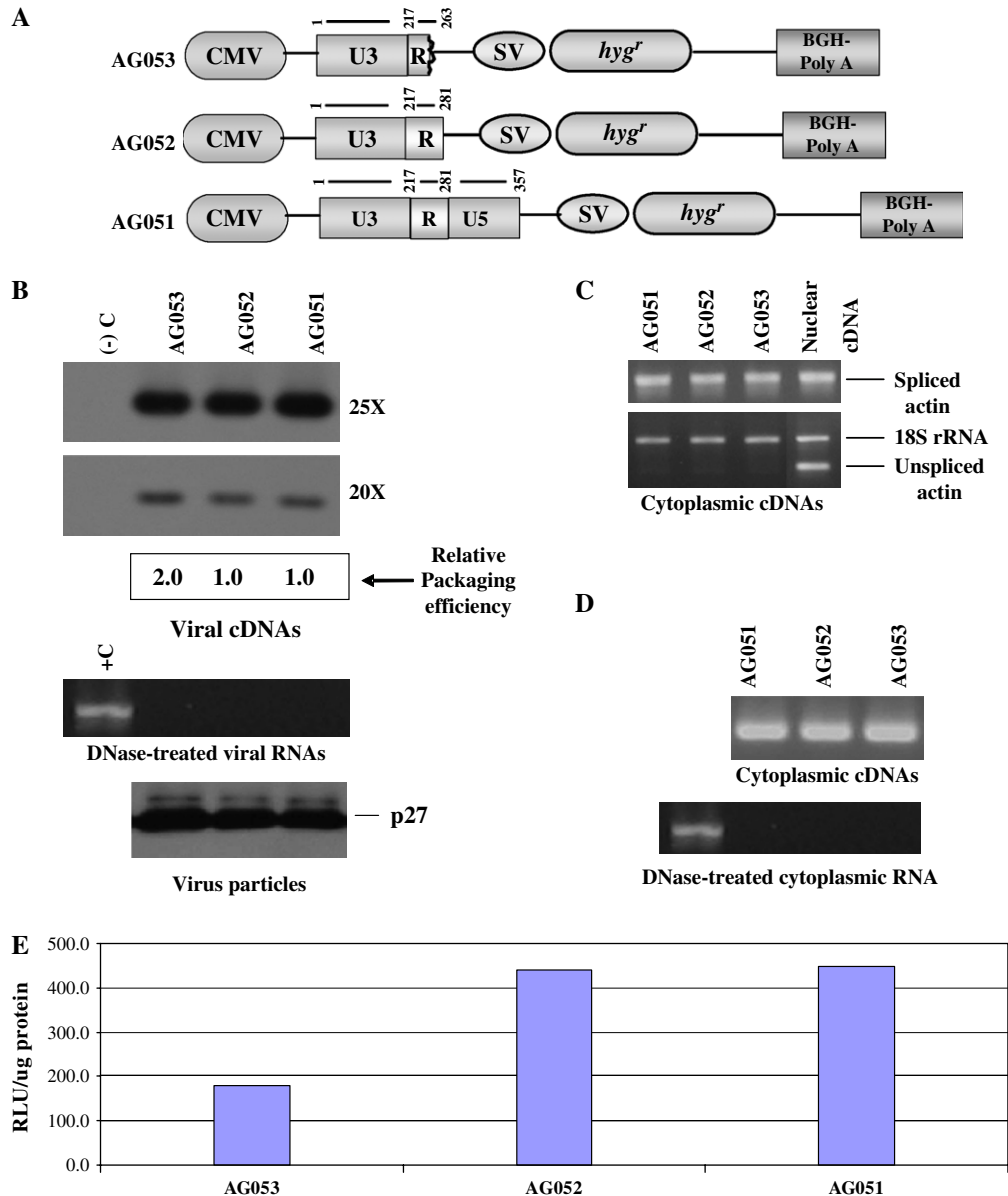 A
1 217 263
AG053 CMV U3 R SV hygr BGH-
Poly A
1 217 281
AG052 CMV U3 R SV hygr BGH-
Poly A
1 217 281 357
AG051 CMV U3 R U5 SV hygr BGH-
Poly A
B
(-) C AG053 AG052 AG051
25X
20X
2.0 1.0 1.0
Relative
Packaging
efficiency
Viral cDNAs
+C
DNase-treated viral RNAs
p27
Virus particles
C
AG051 AG052 AG053 Nuclear cDNA
Spliced
actin
18S rRNA
Unspliced
actin
Cytoplasmic cDNAs
D
AG051 AG052 AG053
Cytoplasmic cDNAs
DNase-treated cytoplasmic RNA
E
RLU/ug protein
500.0
400.0
300.0
200.0
100.0
0.0
AG053 AG052 AG051